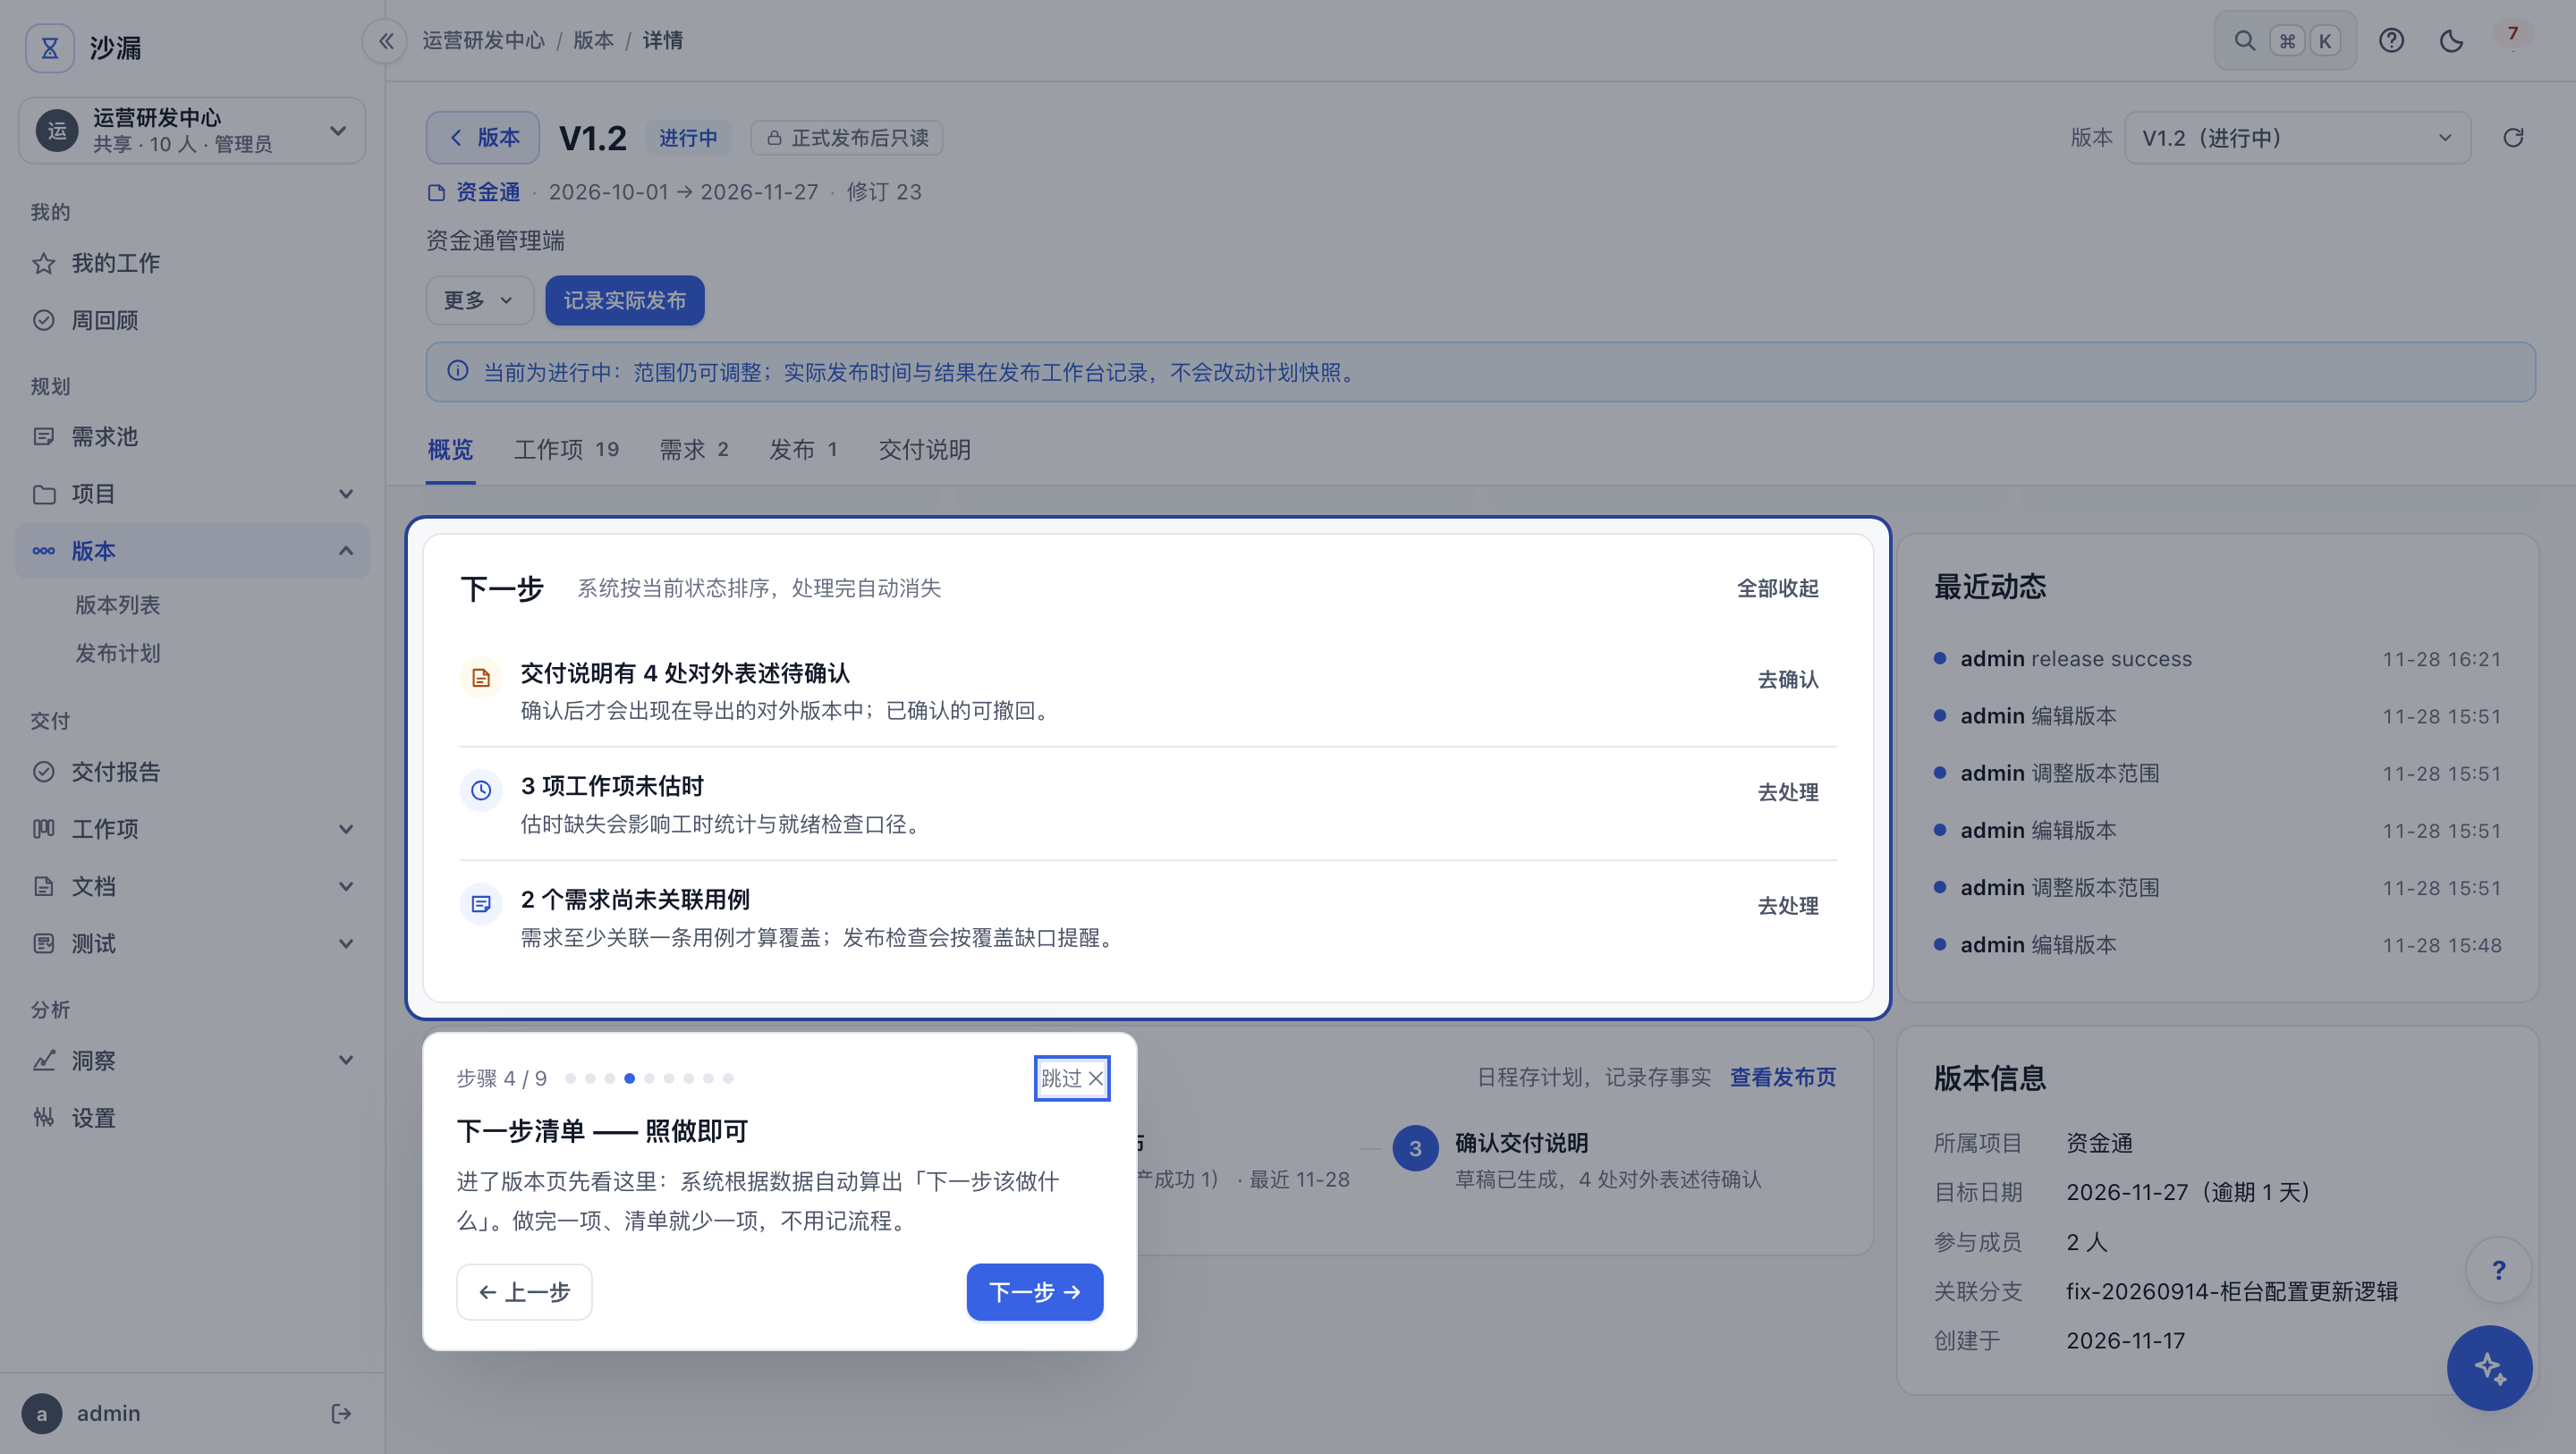 沙漏
运
运营研发中心
共享 · 10 人 · 管理员
我的
我的工作
周回顾
规划
需求池
项目
版本
版本列表
发布计划
交付
交付报告
工作项
文档
测试
分析
洞察
设置
a admin
运营研发中心 / 版本 / 详情
⌘ K
7
版本 V1.2 进行中 正式发布后只读
版本 V1.2（进行中）
资金通 · 2026-10-01 → 2026-11-27 · 修订 23
资金通管理端
更多 记录实际发布
当前为进行中：范围仍可调整；实际发布时间与结果在发布工作台记录，不会改动计划快照。
概览 工作项 19 需求 2 发布 1 交付说明
下一步 系统按当前状态排序，处理完自动消失 全部收起
交付说明有 4 处对外表述待确认 去确认
确认后才会出现在导出的对外版本中；已确认的可撤回。
3 项工作项未估时 去处理
估时缺失会影响工时统计与就绪检查口径。
2 个需求尚未关联用例 去处理
需求至少关联一条用例才算覆盖；发布检查会按覆盖缺口提醒。
最近动态
admin release success 11-28 16:21
admin 编辑版本 11-28 15:51
admin 调整版本范围 11-28 15:51
admin 编辑版本 11-28 15:51
admin 调整版本范围 11-28 15:51
admin 编辑版本 11-28 15:48
步骤 4 / 9 跳过
下一步清单 —— 照做即可
进了版本页先看这里：系统根据数据自动算出「下一步该做什
么」。做完一项、清单就少一项，不用记流程。
← 上一步 下一步 →
日程存计划，记录存事实 查看发布页
成功 1） · 最近 11-28
3 确认交付说明
草稿已生成，4 处对外表述待确认
版本信息
所属项目 资金通
目标日期 2026-11-27（逾期 1 天）
参与成员 2 人
关联分支 fix-20260914-柜台配置更新逻辑
创建于 2026-11-17
?